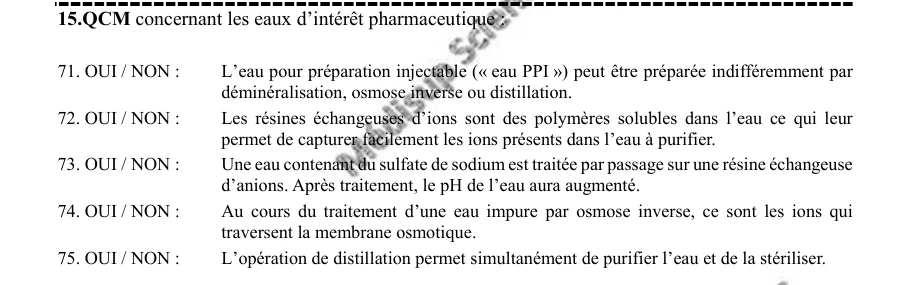 15.QCM concernant les eaux d’intérêt pharmaceutique :
71. OUI / NON : L’eau pour préparation injectable (« eau PPI ») peut être préparée indifféremment par
déminéralisation, osmose inverse ou distillation.
72. OUI / NON : Les résines échangeuses d’ions sont des polymères solubles dans l’eau ce qui leur
permet de capturer facilement les ions présents dans l’eau à purifier.
73. OUI / NON : Une eau contenant du sulfate de sodium est traitée par passage sur une résine échangeuse
d’anions. Après traitement, le pH de l’eau aura augmenté.
74. OUI / NON : Au cours du traitement d’une eau impure par osmose inverse, ce sont les ions qui
traversent la membrane osmotique.
75. OUI / NON : L’opération de distillation permet simultanément de purifier l’eau et de la stériliser.